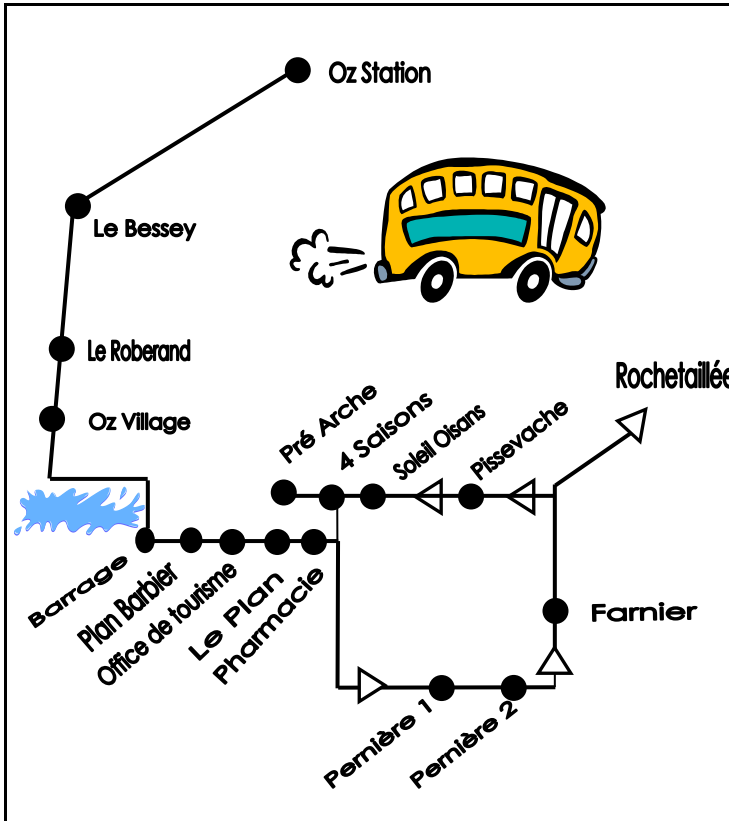 Oz Station
Le Bessey
Le Roberand
Oz Village
Rochetaillée
Pré Arche
4 Saisons
Soleil Oisans
Pissevache
Barrage
Plan Barbier
Office de tourisme
Le Plan
Pharmacie
Farnier
Pernière 1
Pernière 2